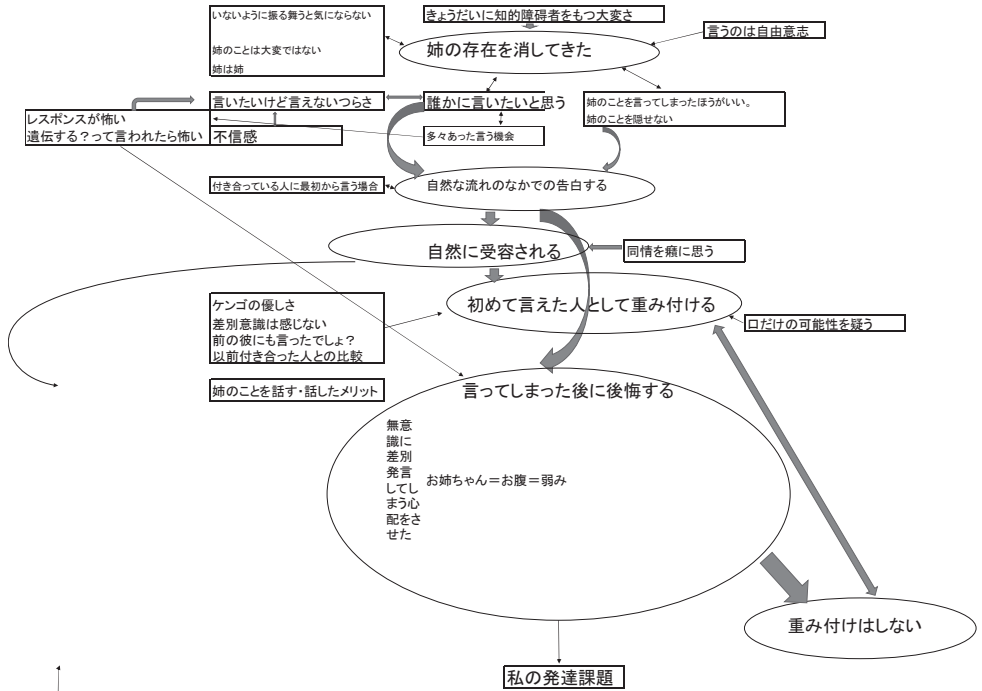 いないように振る舞うと気にならない
姉のことは大変ではない
姉は姉
きょうだいに知的障碍者をもつ大変さ
言うのは自由意志
姉の存在を消してきた
言いたいけど言えないつらさ
誰かに言いたいと思う
姉のことを言ってしまったほうがいい。
姉のことを隠せない
レスポンスが怖い
遺伝する？って言われたら怖い
不信感
多々あった言う機会
付き合っている人に最初から言う場合
自然な流れのなかでの告白する
自然に受容される
同情を癪に思う
ケンゴの優しさ
差別意識は感じない
前の彼にも言ったでしょ？
以前付き合った人との比較
初めて言えた人として重み付ける
口だけの可能性を疑う
姉のことを話す・話したメリット
言ってしまった後に後悔する
無意
識に
差別
発言
してし
まう心
配をさ
せた
お姉ちゃん＝お腹＝弱み
重み付けはしない
私の発達課題